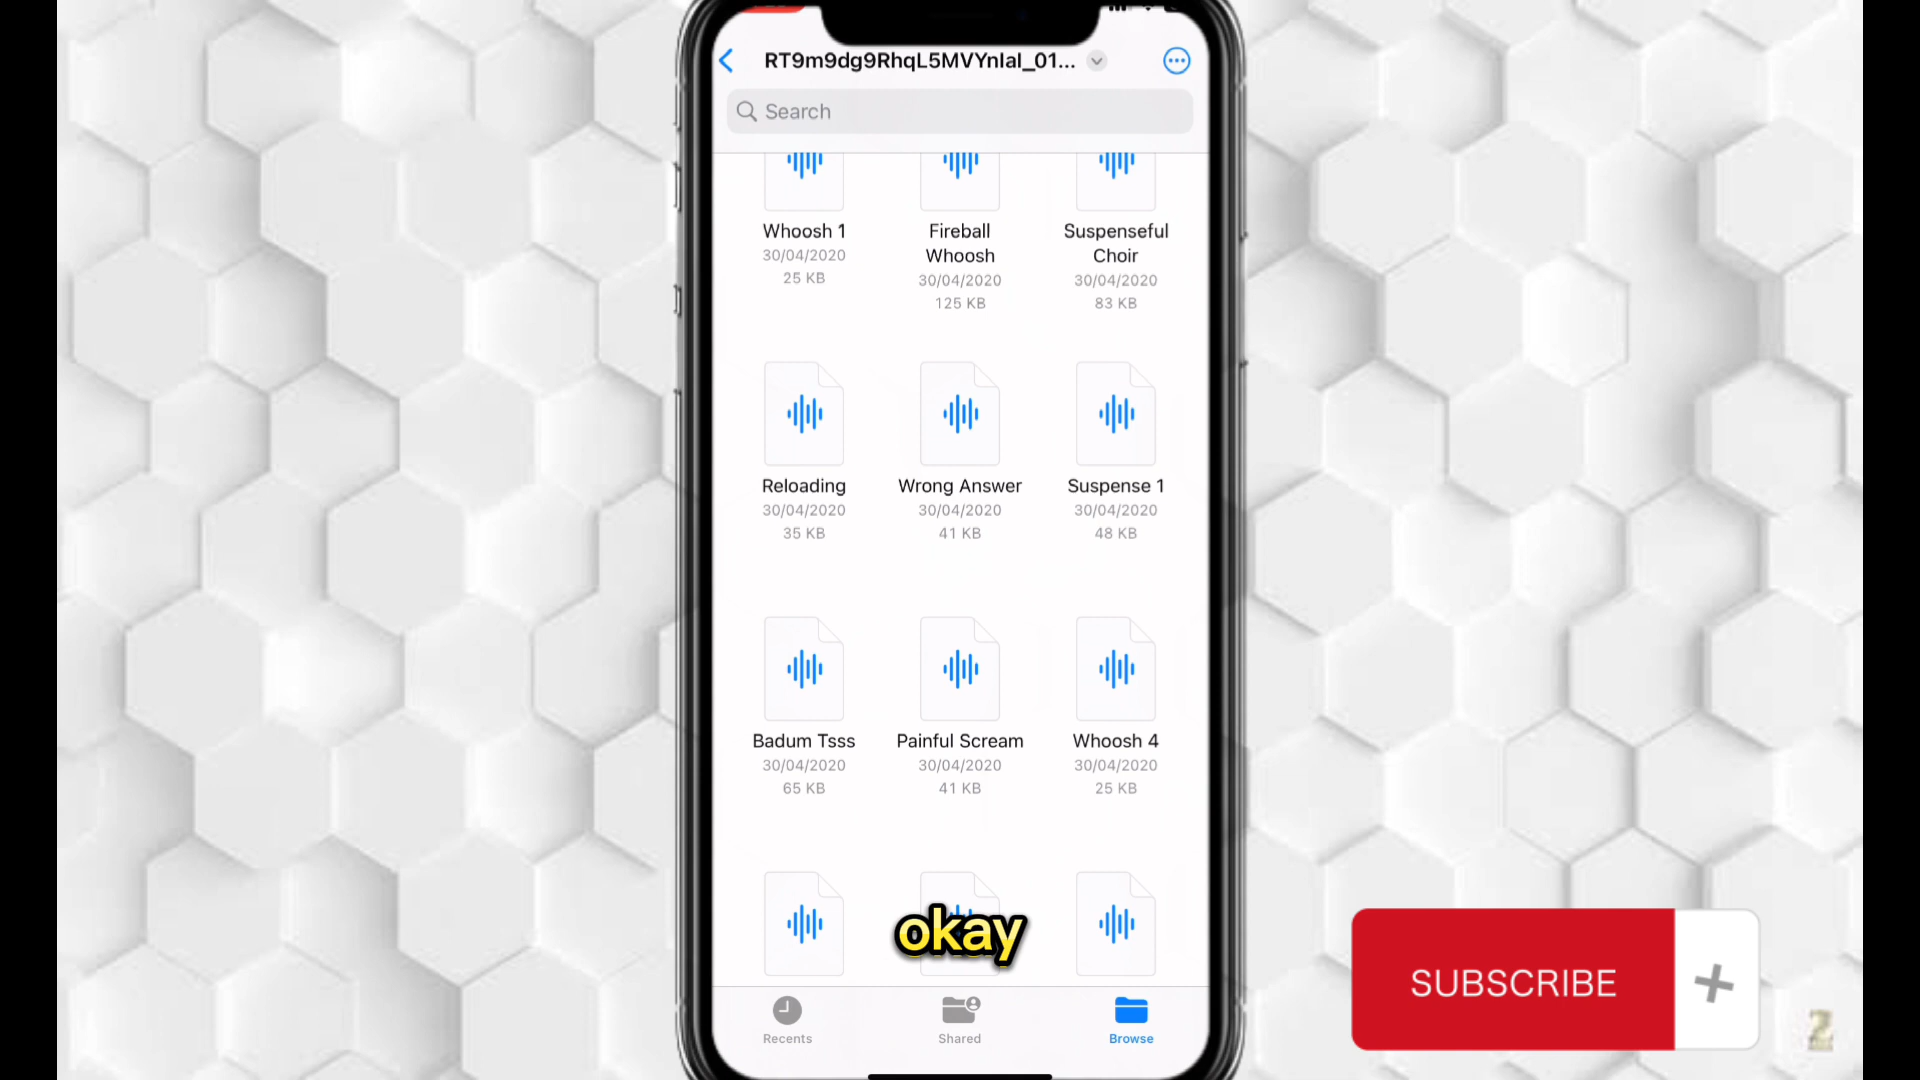 RT9m9dg9RhqL5MVYnIaI_01...
Search
Whoosh 1
30/04/2020
25 KB
Fireball
Whoosh
30/04/2020
125 KB
Suspenseful
Choir
30/04/2020
83 KB
Reloading
30/04/2020
35 KB
Wrong Answer
30/04/2020
41 KB
Suspense 1
30/04/2020
48 KB
Badum Tsss
30/04/2020
65 KB
Painful Scream
30/04/2020
41 KB
Whoosh 4
30/04/2020
25 KB
okay
Recents
Shared
Browse
SUBSCRIBE
2